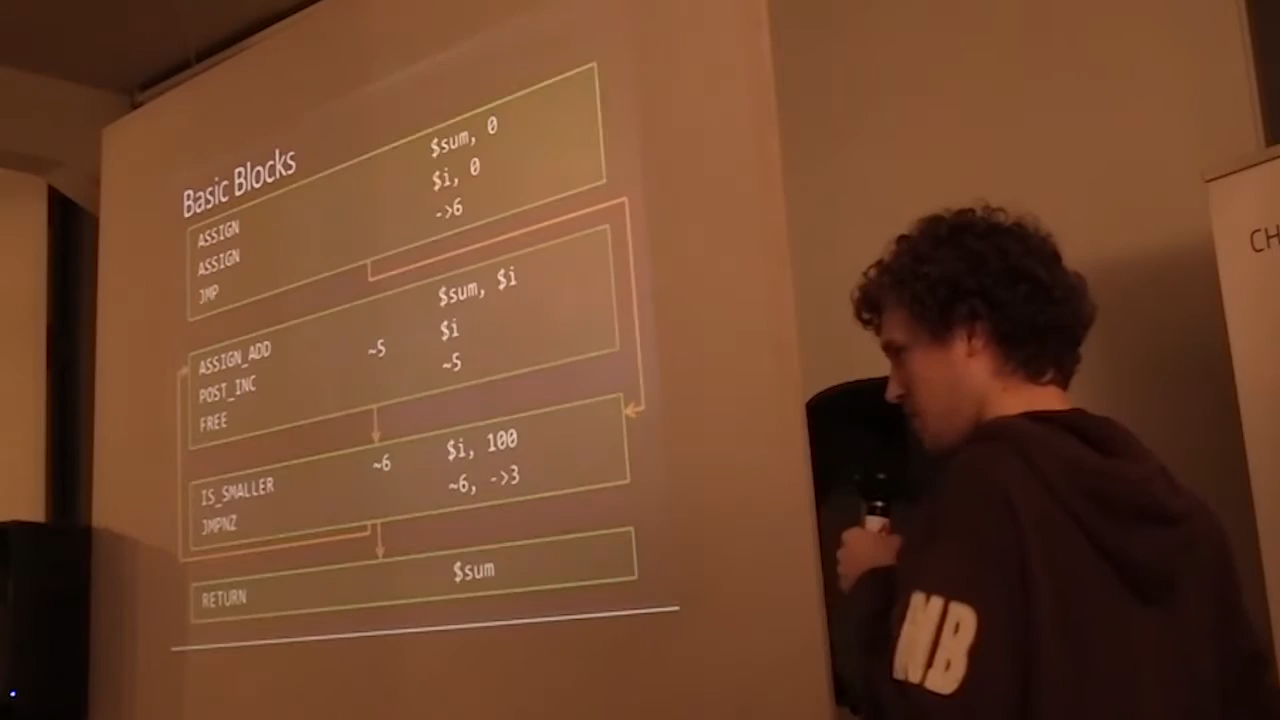 Basic Blocks
ASSIGN $sum, 0
ASSIGN $i, 0
JMP ->6
ASSIGN_ADD $sum, $i
POST_INC ~5 $i
FREE ~5
IS_SMALLER ~6 $i, 100
JMPNZ ~6, ->3
RETURN $sum
CH
NB